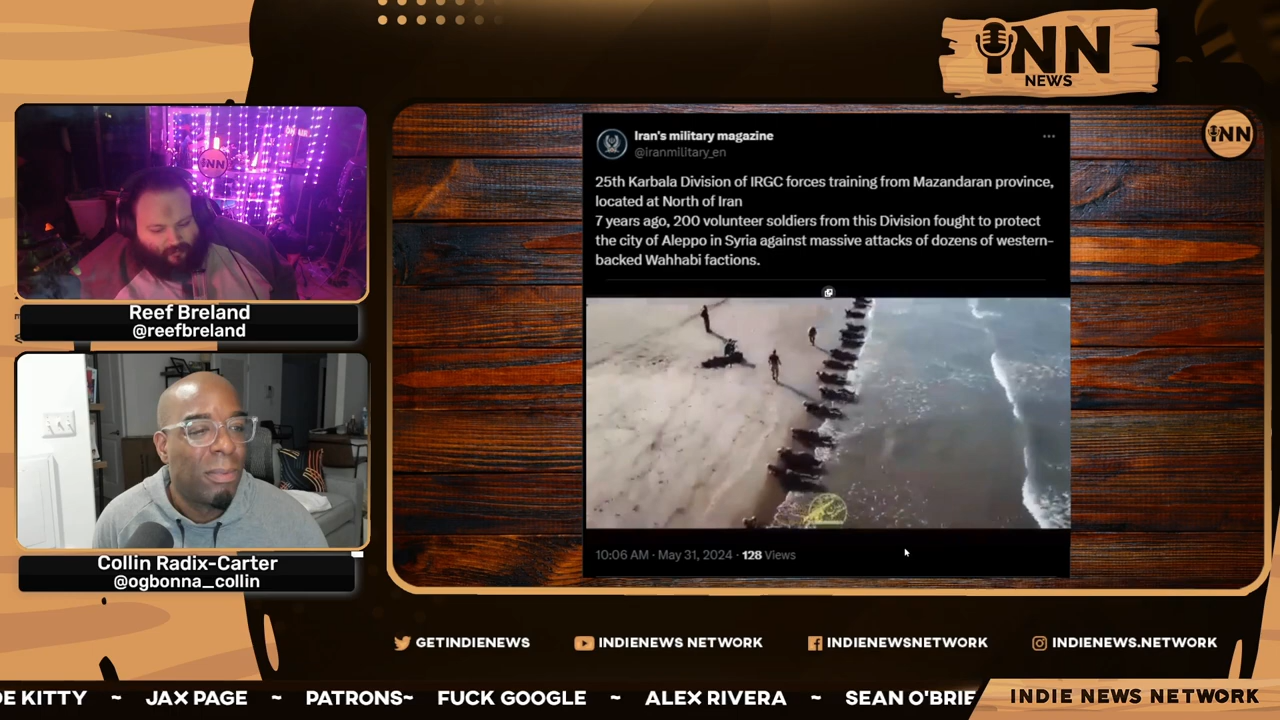 INN
NEWS
INN
INN
Reef Breland
@reefbreland
Collin Radix-Carter
@ogbonna_collin
Iran's military magazine
@iranmilitary_en
25th Karbala Division of IRGC forces training from Mazandaran province,
located at North of Iran
7 years ago, 200 volunteer soldiers from this Division fought to protect
the city of Aleppo in Syria against massive attacks of dozens of western-
backed Wahhabi factions.
10:06 AM · May 31, 2024 · 128 Views
GETINDIENEWS
INDIENEWS NETWORK
INDIENEWSNETWORK
INDIENEWS.NETWORK
DE KITTY ~ JAX PAGE ~ PATRONS~ FUCK GOOGLE ~ ALEX RIVERA ~ SEAN O'BRIE
INDIE NEWS NETWORK